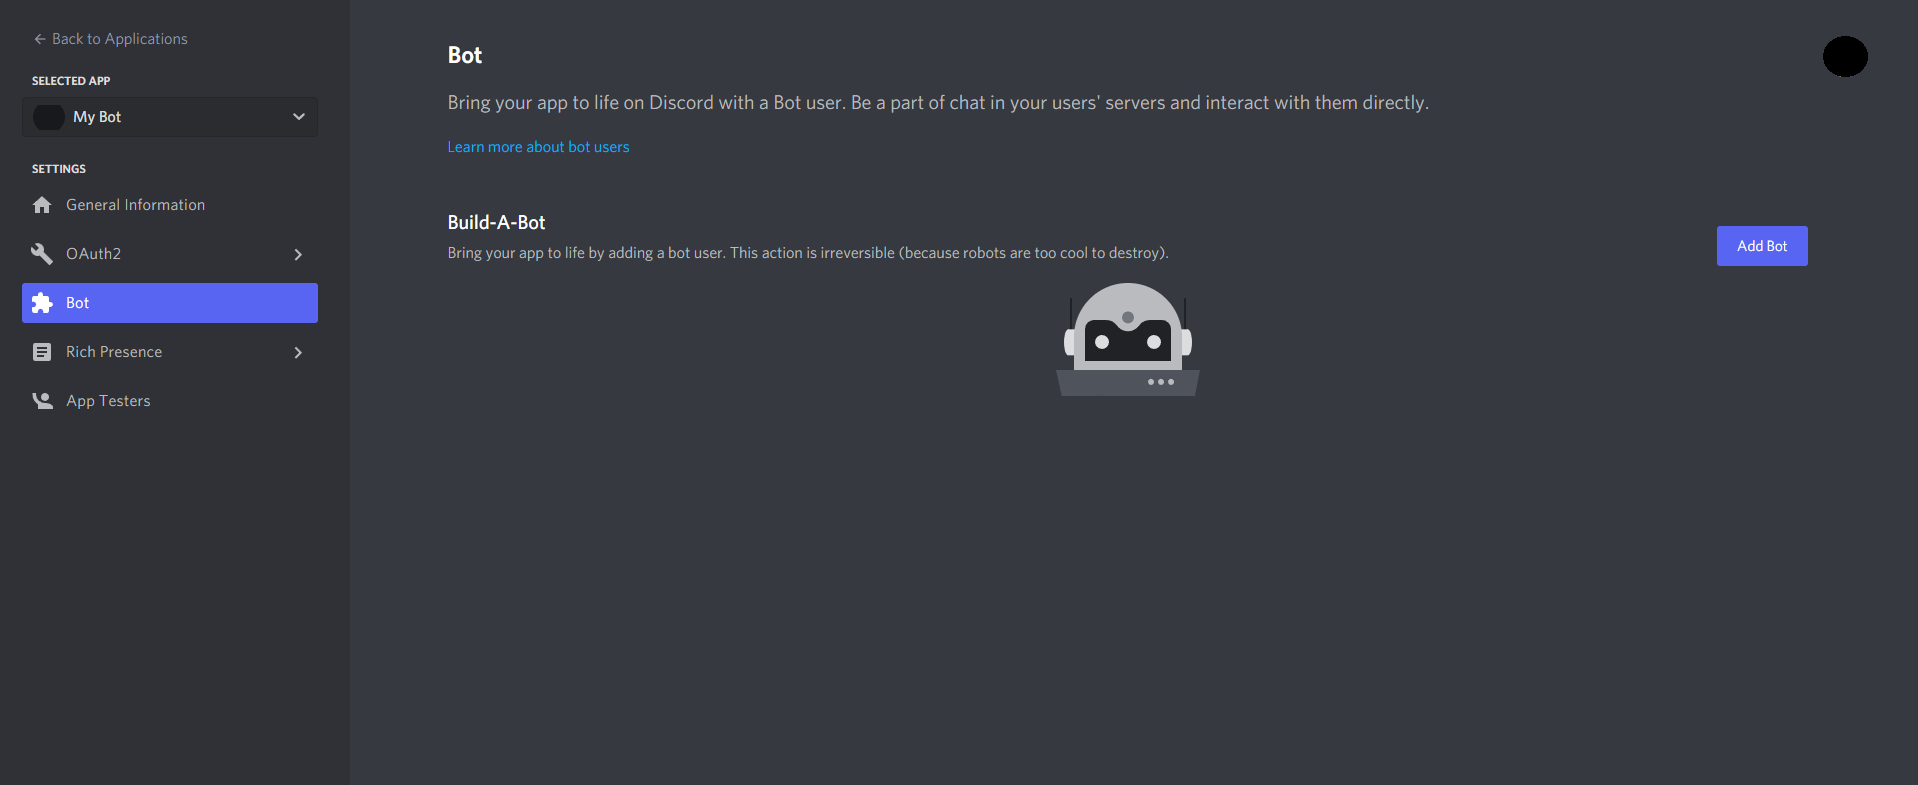 Back to Applications
SELECTED APP
My Bot
SETTINGS
General Information
OAuth2
Bot
Rich Presence
App Testers
Bot
Bring your app to life on Discord with a Bot user. Be a part of chat in your users' servers and interact with them directly.
Learn more about bot users
Build-A-Bot
Bring your app to life by adding a bot user. This action is irreversible (because robots are too cool to destroy).
Add Bot